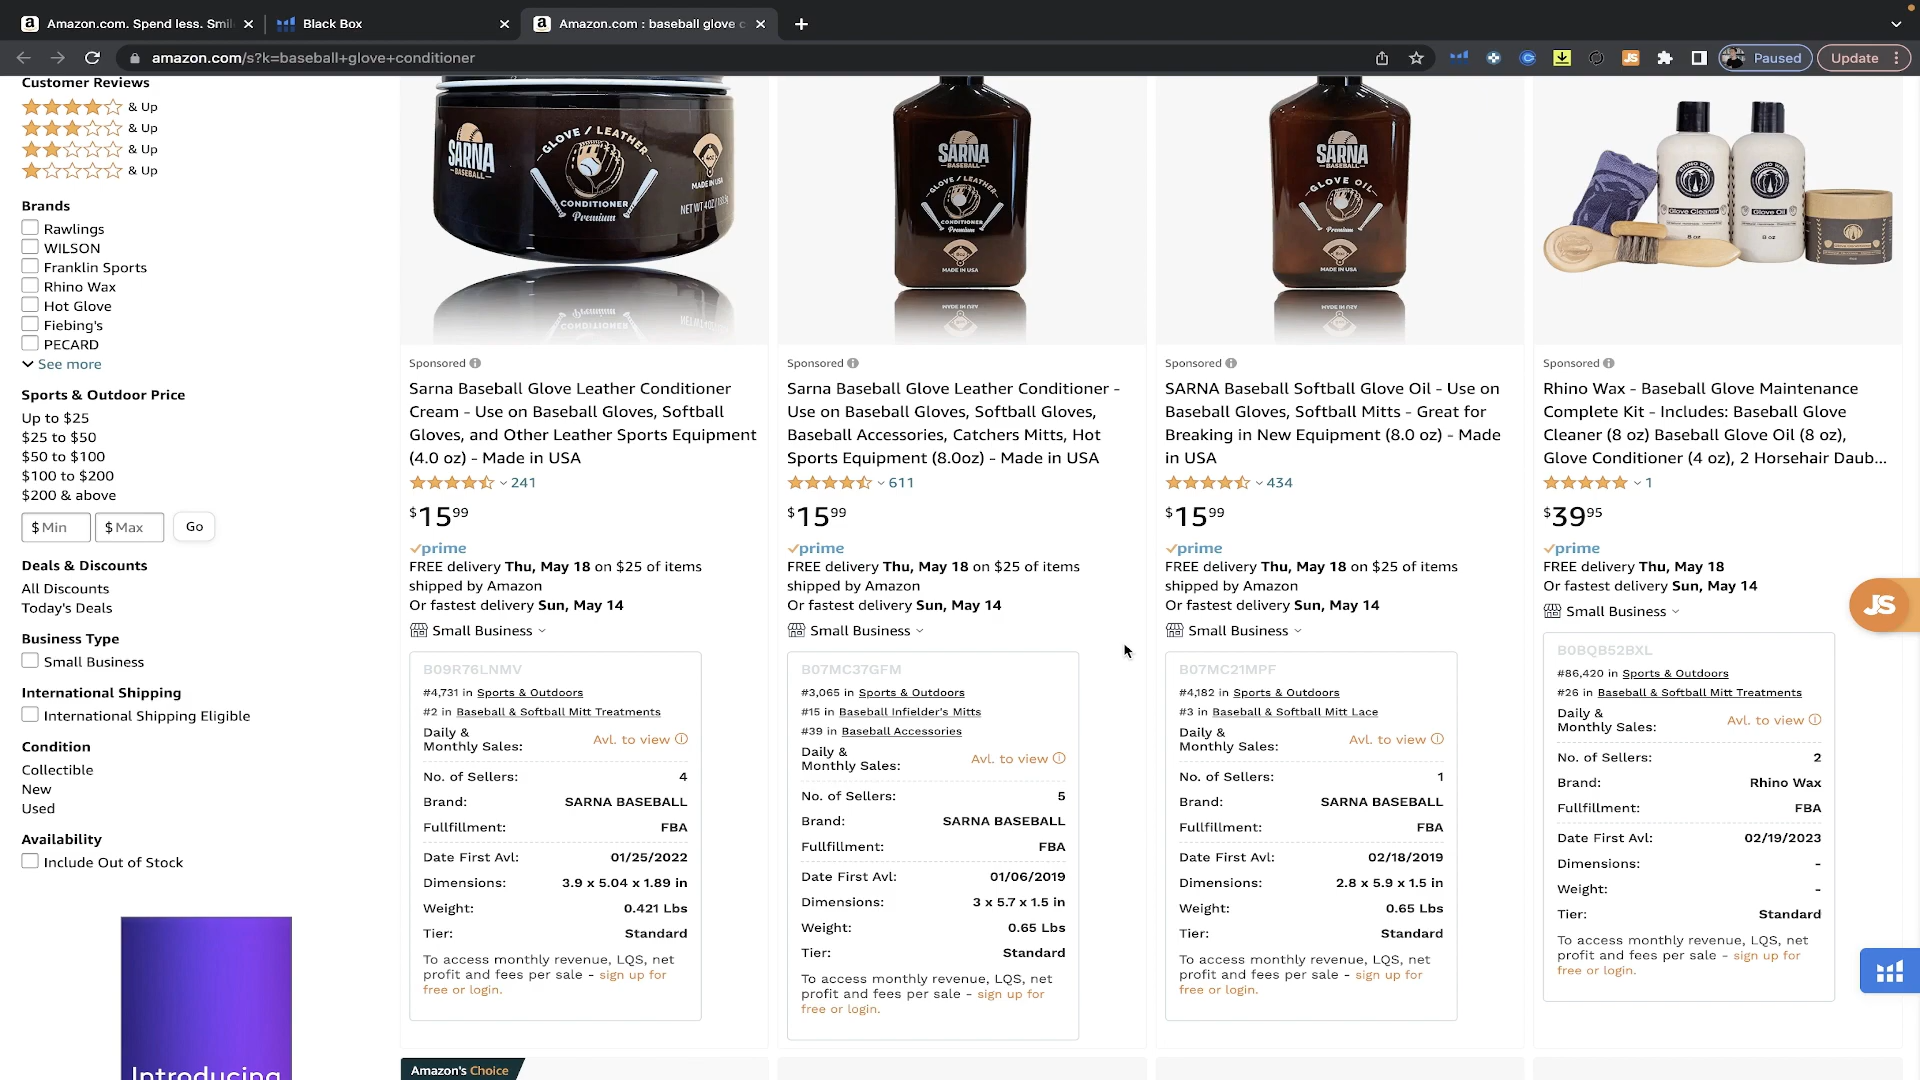 Amazon.com. Spend less. Smil
Black Box
Amazon.com : baseball glove c
amazon.com/s?k=baseball+glove+conditioner
Paused
Update
Customer Reviews
& Up
& Up
& Up
& Up
Brands
Rawlings
WILSON
Franklin Sports
Rhino Wax
Hot Glove
Fiebing's
PECARD
See more
Sports & Outdoor Price
Up to $25
$25 to $50
$50 to $100
$100 to $200
$200 & above
$ Min
$ Max
Go
Deals & Discounts
All Discounts
Today's Deals
Business Type
Small Business
International Shipping
International Shipping Eligible
Condition
Collectible
New
Used
Availability
Include Out of Stock
Introducing
SARNA
BASEBALL
GLOVE / LEATHER
CONDITIONER
Premium
MADE IN USA
Sponsored
Sarna Baseball Glove Leather Conditioner
Cream - Use on Baseball Gloves, Softball
Gloves, and Other Leather Sports Equipment
(4.0 oz) - Made in USA
241
$15 99
prime
FREE delivery Thu, May 18 on $25 of items
shipped by Amazon
Or fastest delivery Sun, May 14
Small Business
B09R76LNMV
#4,731 in Sports & Outdoors
#2 in Baseball & Softball Mitt Treatments
Daily &
Monthly Sales: Avl. to view
No. of Sellers: 4
Brand: SARNA BASEBALL
Fullfillment: FBA
Date First Avl: 01/25/2022
Dimensions: 3.9 x 5.04 x 1.89 in
Weight: 0.421 Lbs
Tier: Standard
To access monthly revenue, LQS, net
profit and fees per sale - sign up for
free or login.
Amazon's Choice
SARNA
BASEBALL
GLOVE / LEATHER
CONDITIONER
Premium
MADE IN USA
Sponsored
Sarna Baseball Glove Leather Conditioner -
Use on Baseball Gloves, Softball Gloves,
Baseball Accessories, Catchers Mitts, Hot
Sports Equipment (8.0oz) - Made in USA
611
$15 99
prime
FREE delivery Thu, May 18 on $25 of items
shipped by Amazon
Or fastest delivery Sun, May 14
Small Business
B07MC37GFM
#3,065 in Sports & Outdoors
#15 in Baseball Infielder's Mitts
#39 in Baseball Accessories
Daily &
Monthly Sales: Avl. to view
No. of Sellers: 5
Brand: SARNA BASEBALL
Fullfillment: FBA
Date First Avl: 01/06/2019
Dimensions: 3 x 5.7 x 1.5 in
Weight: 0.65 Lbs
Tier: Standard
To access monthly revenue, LQS, net
profit and fees per sale - sign up for
free or login.
SARNA
BASEBALL
GLOVE OIL
Premium
MADE IN USA
Sponsored
SARNA Baseball Softball Glove Oil - Use on
Baseball Gloves, Softball Mitts - Great for
Breaking in New Equipment (8.0 oz) - Made
in USA
434
$15 99
prime
FREE delivery Thu, May 18 on $25 of items
shipped by Amazon
Or fastest delivery Sun, May 14
Small Business
B07MC21MPF
#4,182 in Sports & Outdoors
#3 in Baseball & Softball Mitt Lace
Daily &
Monthly Sales: Avl. to view
No. of Sellers: 1
Brand: SARNA BASEBALL
Fullfillment: FBA
Date First Avl: 02/18/2019
Dimensions: 2.8 x 5.9 x 1.5 in
Weight: 0.65 Lbs
Tier: Standard
To access monthly revenue, LQS, net
profit and fees per sale - sign up for
free or login.
Glove Cleaner
8 oz
Glove Oil
8 oz
Sponsored
Rhino Wax - Baseball Glove Maintenance
Complete Kit - Includes: Baseball Glove
Cleaner (8 oz) Baseball Glove Oil (8 oz),
Glove Conditioner (4 oz), 2 Horsehair Daub...
1
$39 95
prime
FREE delivery Thu, May 18
Or fastest delivery Sun, May 14
Small Business
B0BQB52BXL
#86,420 in Sports & Outdoors
#26 in Baseball & Softball Mitt Treatments
Daily &
Monthly Sales: Avl. to view
No. of Sellers: 2
Brand: Rhino Wax
Fullfillment: FBA
Date First Avl: 02/19/2023
Dimensions: -
Weight: -
Tier: Standard
To access monthly revenue, LQS, net
profit and fees per sale - sign up for
free or login.
JS